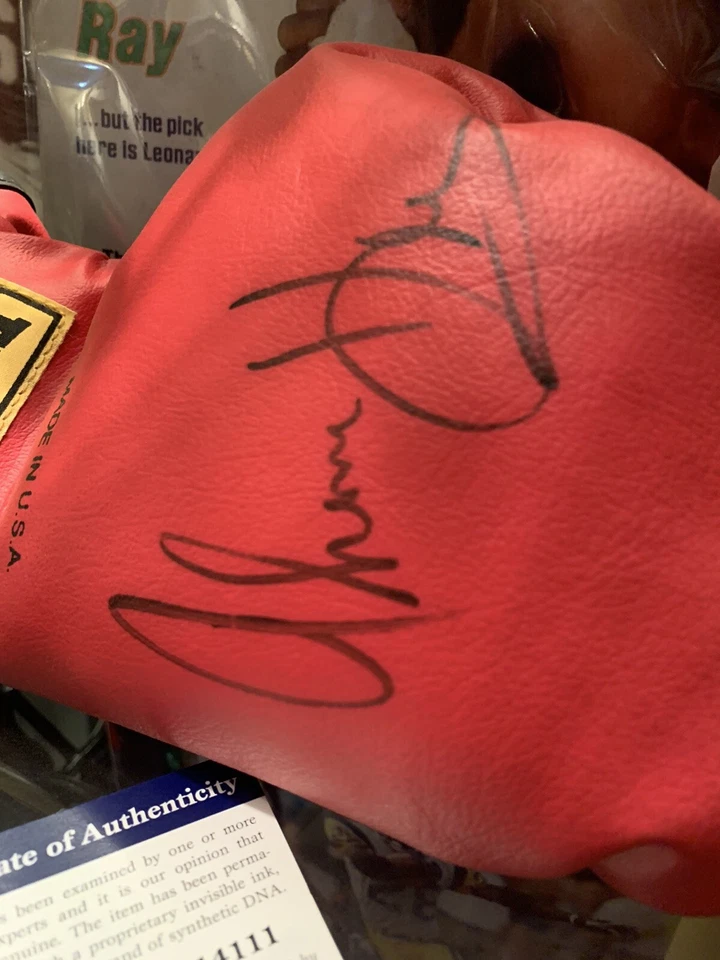 Ray
...but the pick
here is Leona
MADE IN U.S.A.
ate of Authenticity
s been examined by one or more
xperts and it is our opinion that
nuine. The item has been perma-
h a proprietary invisible ink,
and of synthetic DNA.
4111
by